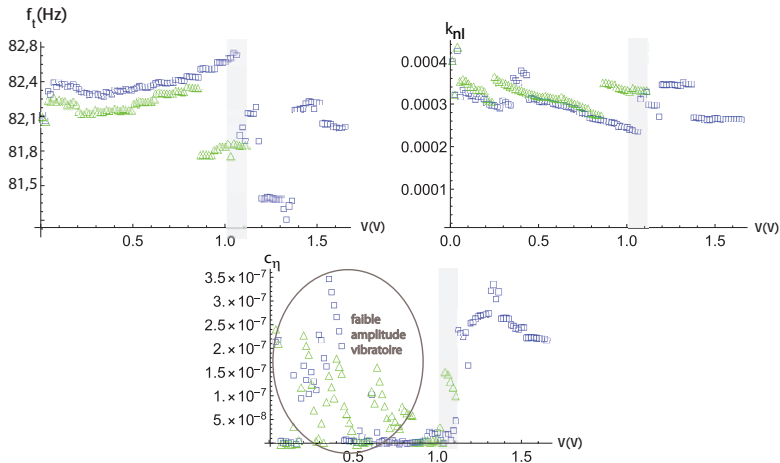 f_t(Hz)
82,8
82,4
82,1
81,8
81,5
0.5
1.0
1.5
V(V)
k_nl
0.0004
0.0003
0.0002
0.0001
0.0
0.5
1.0
1.5
V(V)
c_η
3.5×10⁻⁷
3.×10⁻⁷
2.5×10⁻⁷
2.×10⁻⁷
1.5×10⁻⁷
1.×10⁻⁷
5.×10⁻⁸
faible
amplitude
vibratoire
0.5
1.0
1.5
V(V)